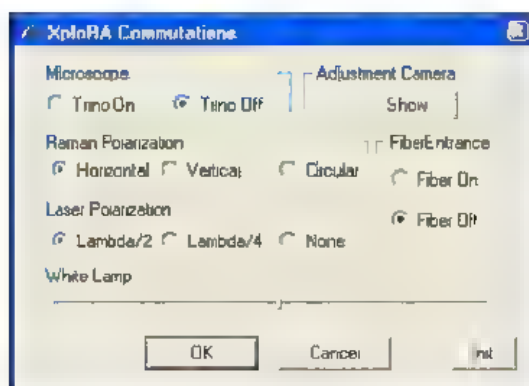 XploRA Commutations
Microscope
Trino On Trino Off
Adjustment Camera
Show
Raman Polarization
Horizontal Vertical Circular
FiberEntrance
Fiber On
Fiber Off
Laser Polarization
Lambda/2 Lambda/4 None
White Lamp
OK Cancel Init